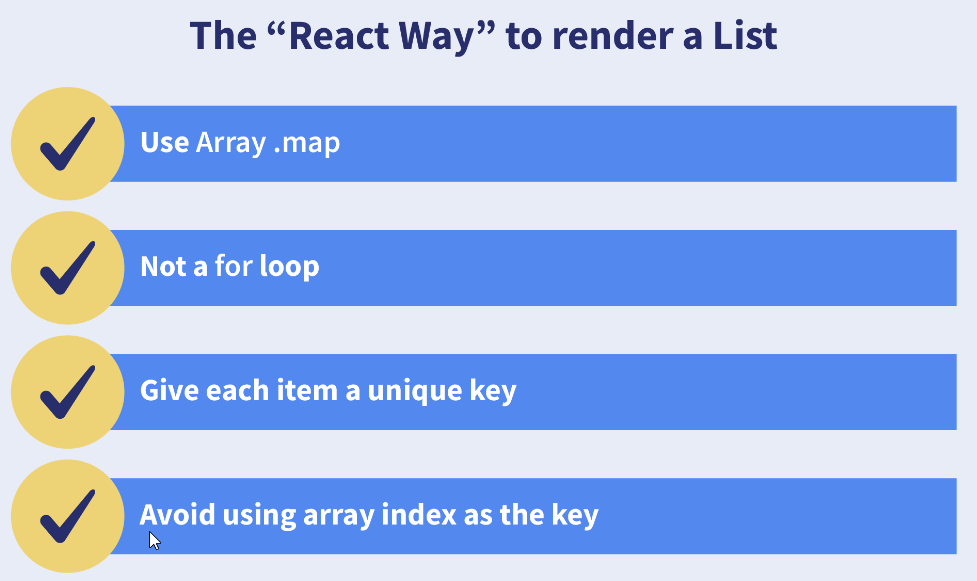 The “React Way” to render a List
Use Array .map
Not a for loop
Give each item a unique key
Avoid using array index as the key